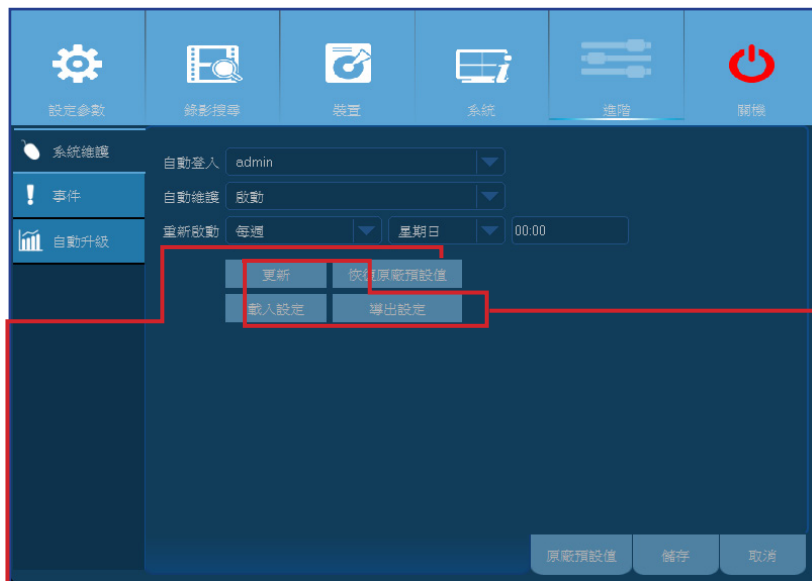 設定參數 錄影搜尋 裝置 系統 進階 關機
系統維護
事件
自動升級
自動登入 admin
自動維護 啟動
重新啟動 每週 星期日 00:00
更新 恢復原廠預設值
載入設定 導出設定
原廠預設值 儲存 取消